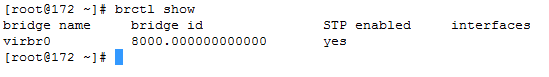 [root@172 ~]# brctl show
bridge name     bridge id               STP enabled     interfaces
virbr0          8000.000000000000       yes
[root@172 ~]#